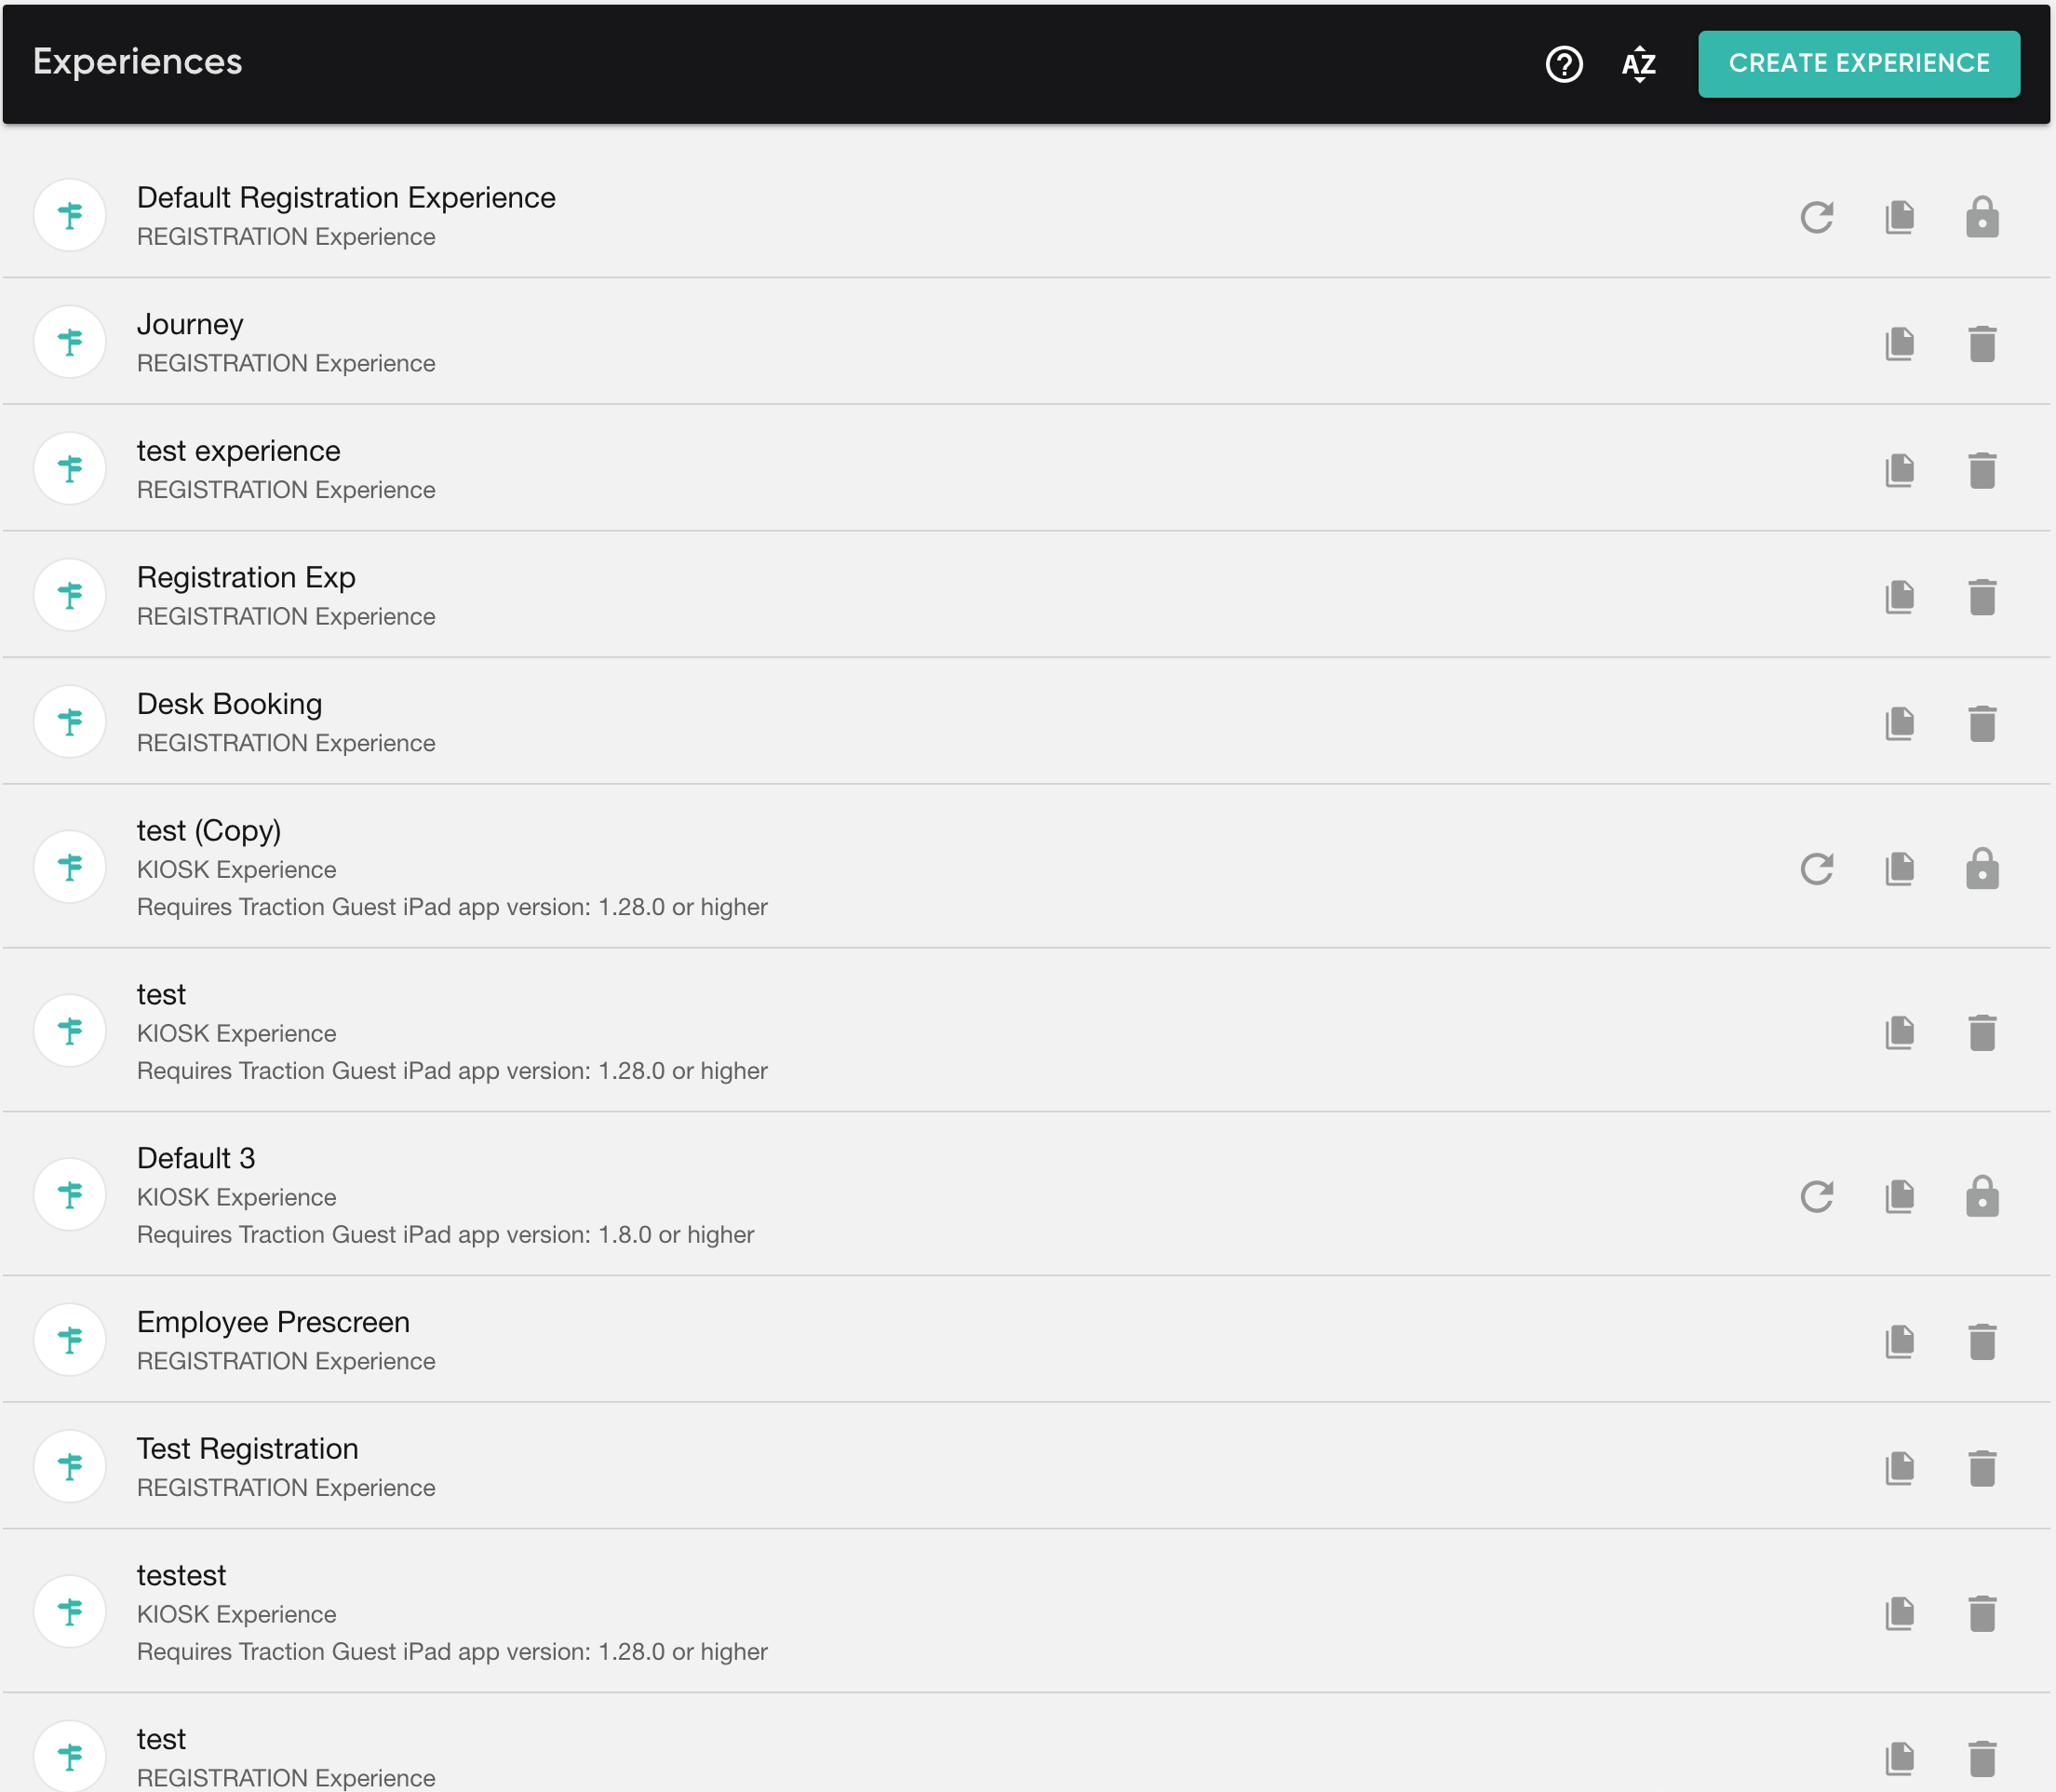 Experiences
AZ
CREATE EXPERIENCE
Default Registration Experience
REGISTRATION Experience
Journey
REGISTRATION Experience
test experience
REGISTRATION Experience
Registration Exp
REGISTRATION Experience
Desk Booking
REGISTRATION Experience
test (Copy)
KIOSK Experience
Requires Traction Guest iPad app version: 1.28.0 or higher
test
KIOSK Experience
Requires Traction Guest iPad app version: 1.28.0 or higher
Default 3
KIOSK Experience
Requires Traction Guest iPad app version: 1.8.0 or higher
Employee Prescreen
REGISTRATION Experience
Test Registration
REGISTRATION Experience
testest
KIOSK Experience
Requires Traction Guest iPad app version: 1.28.0 or higher
test
REGISTRATION Experience